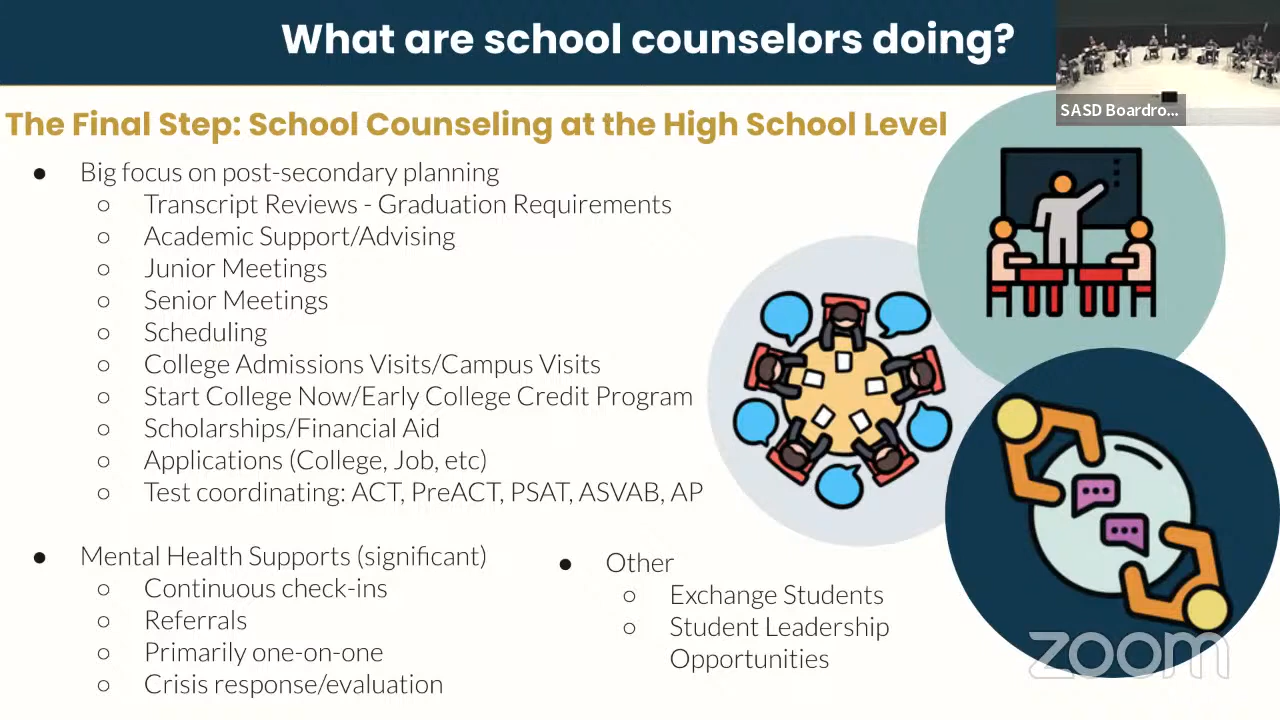 What are school counselors doing?
SASD Boardro...
The Final Step: School Counseling at the High School Level
● Big focus on post-secondary planning
○ Transcript Reviews - Graduation Requirements
○ Academic Support/Advising
○ Junior Meetings
○ Senior Meetings
○ Scheduling
○ College Admissions Visits/Campus Visits
○ Start College Now/Early College Credit Program
○ Scholarships/Financial Aid
○ Applications (College, Job, etc)
○ Test coordinating: ACT, PreACT, PSAT, ASVAB, AP
● Mental Health Supports (significant)
○ Continuous check-ins
○ Referrals
○ Primarily one-on-one
○ Crisis response/evaluation
● Other
○ Exchange Students
○ Student Leadership
Opportunities
zoom